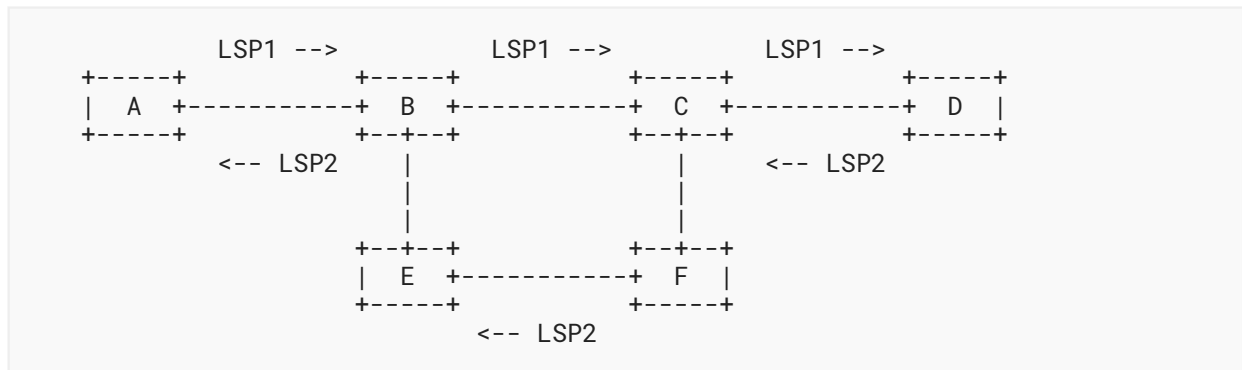 LSP1 --> LSP1 --> LSP1 -->
+-----+ +-----+ +-----+ +-----+
| A +-----------+ B +-----------+ C +-----------+ D |
+-----+ +--+--+ +--+--+ +-----+
<-- LSP2 | | <-- LSP2
| |
| |
+--+--+ +--+--+
| E +-----------+ F |
+-----+ +-----+
<-- LSP2